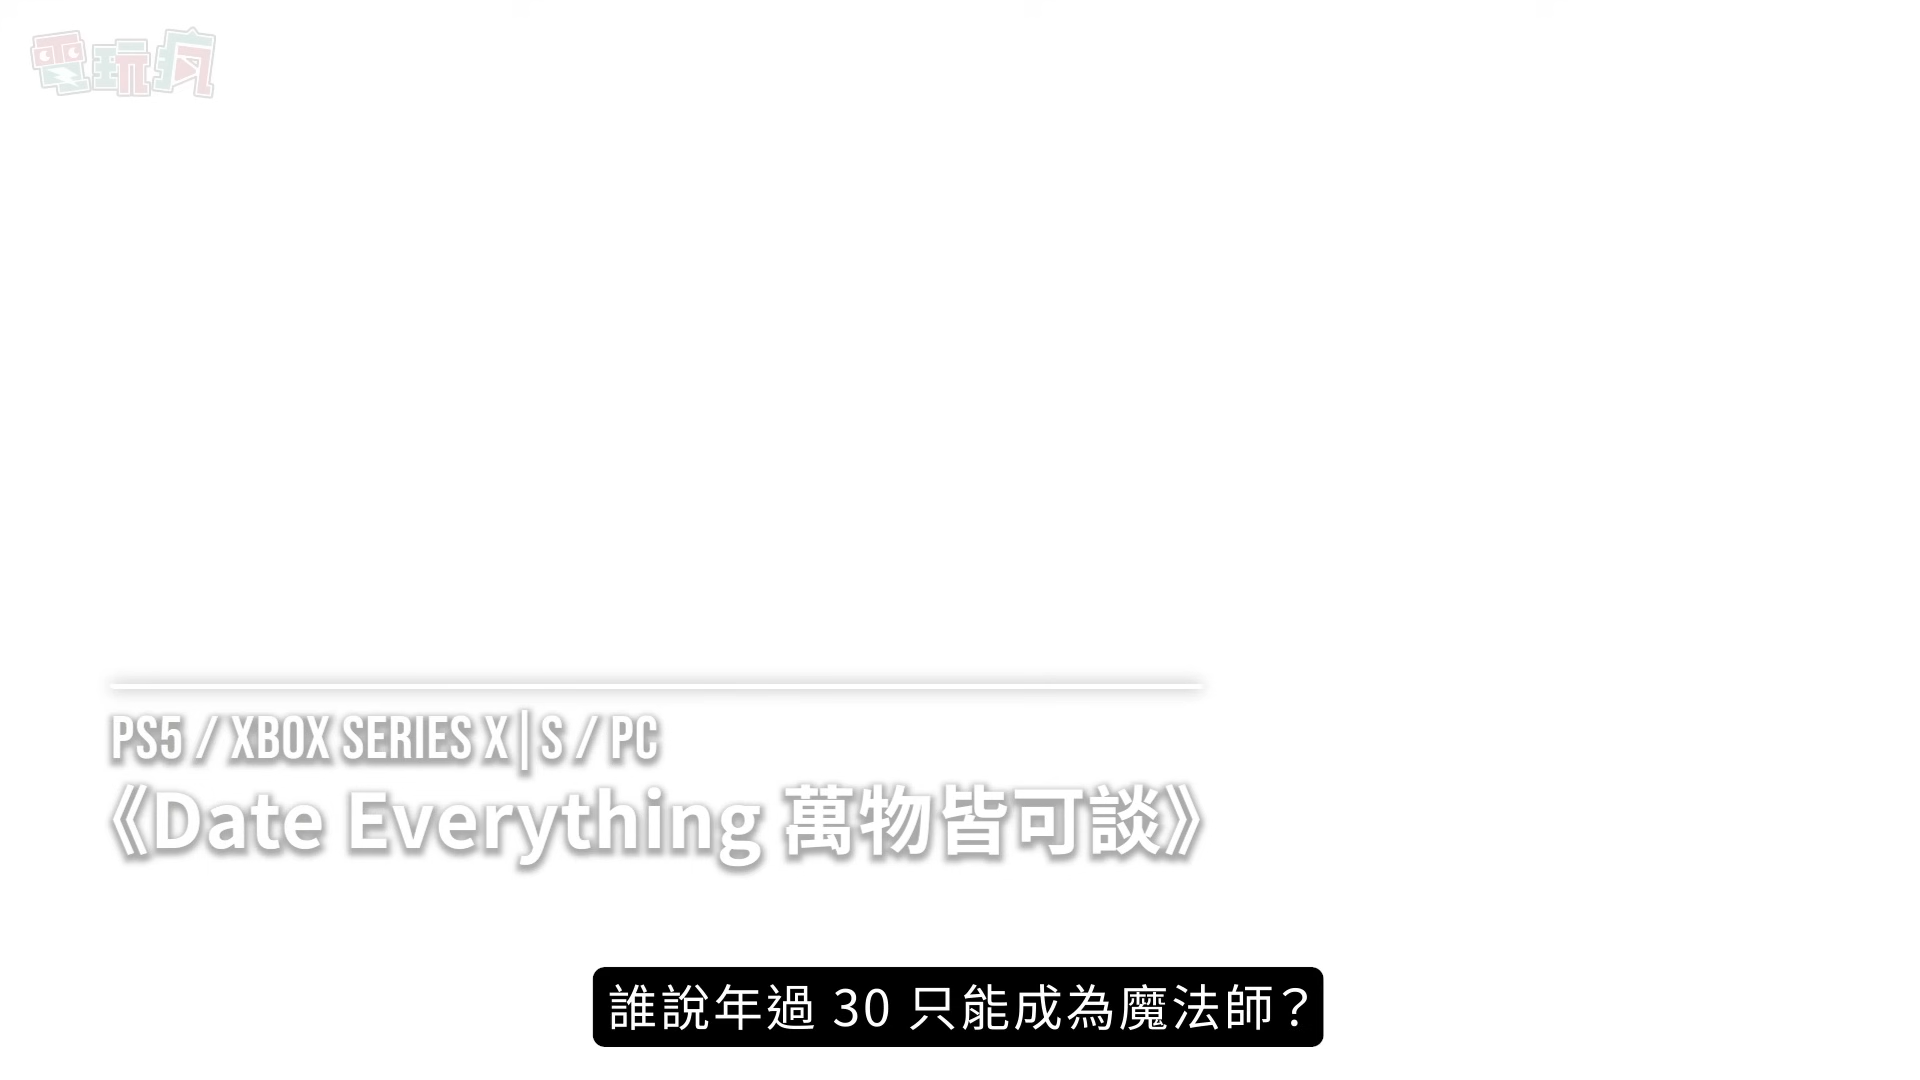 電玩瘋
PS5 / XBOX SERIES X|S / PC
《Date Everything 萬物皆可談》
誰說年過 30 只能成為魔法師？